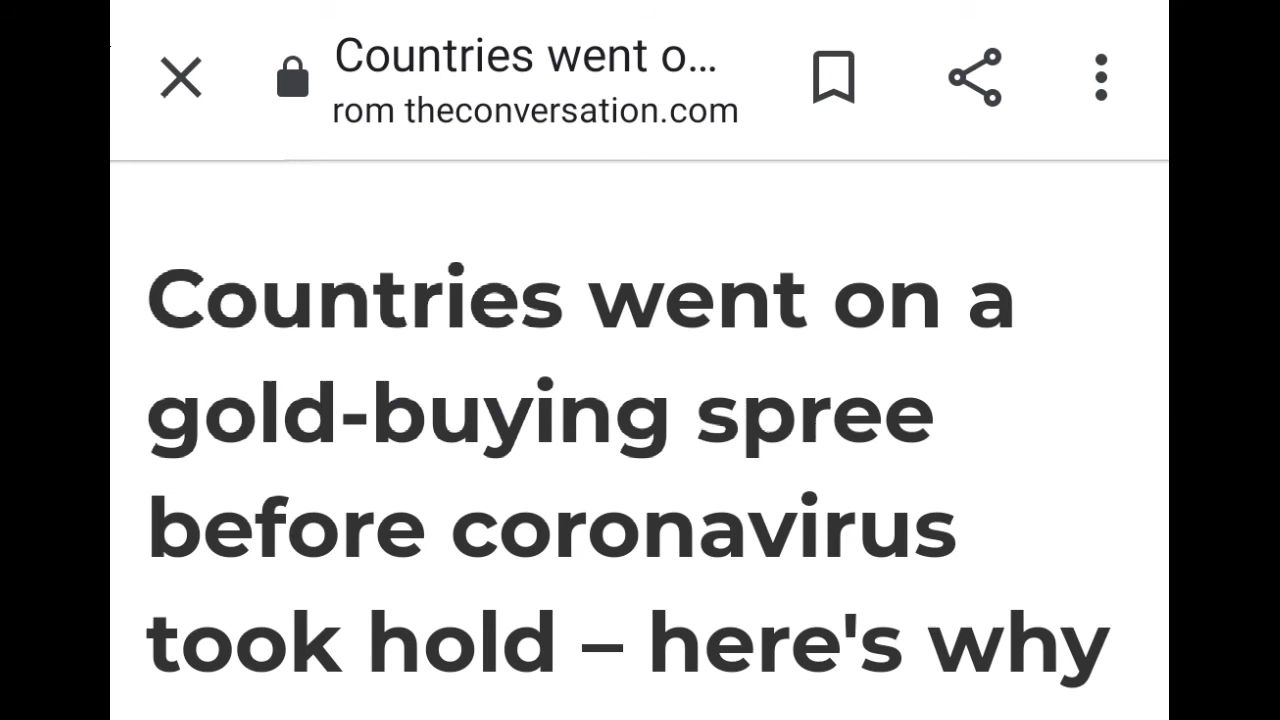 Countries went o...
rom theconversation.com
Countries went on a
gold-buying spree
before coronavirus
took hold – here's why